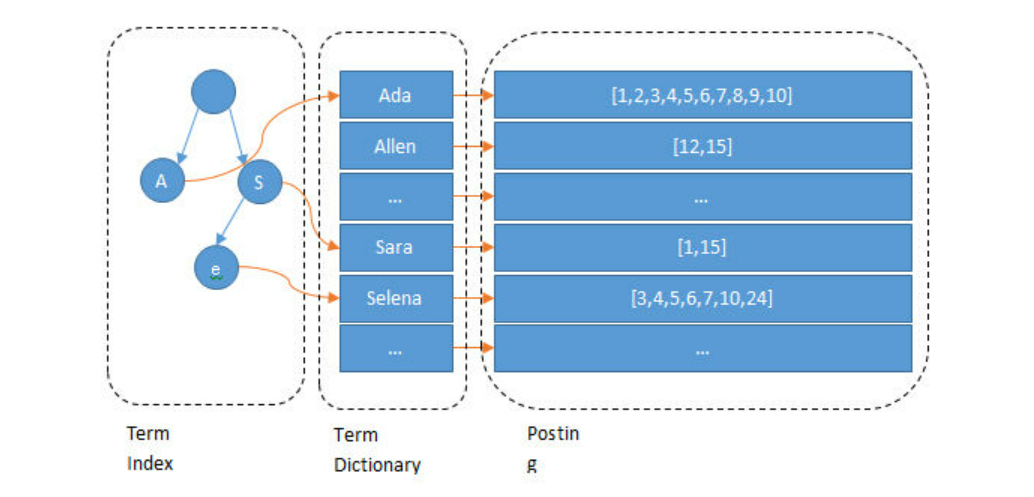 A
S
e
Ada
[1,2,3,4,5,6,7,8,9,10]
Allen
[12,15]
...
...
Sara
[1,15]
Selena
[3,4,5,6,7,10,24]
...
...
Term
Index
Term
Dictionary
Postin
g